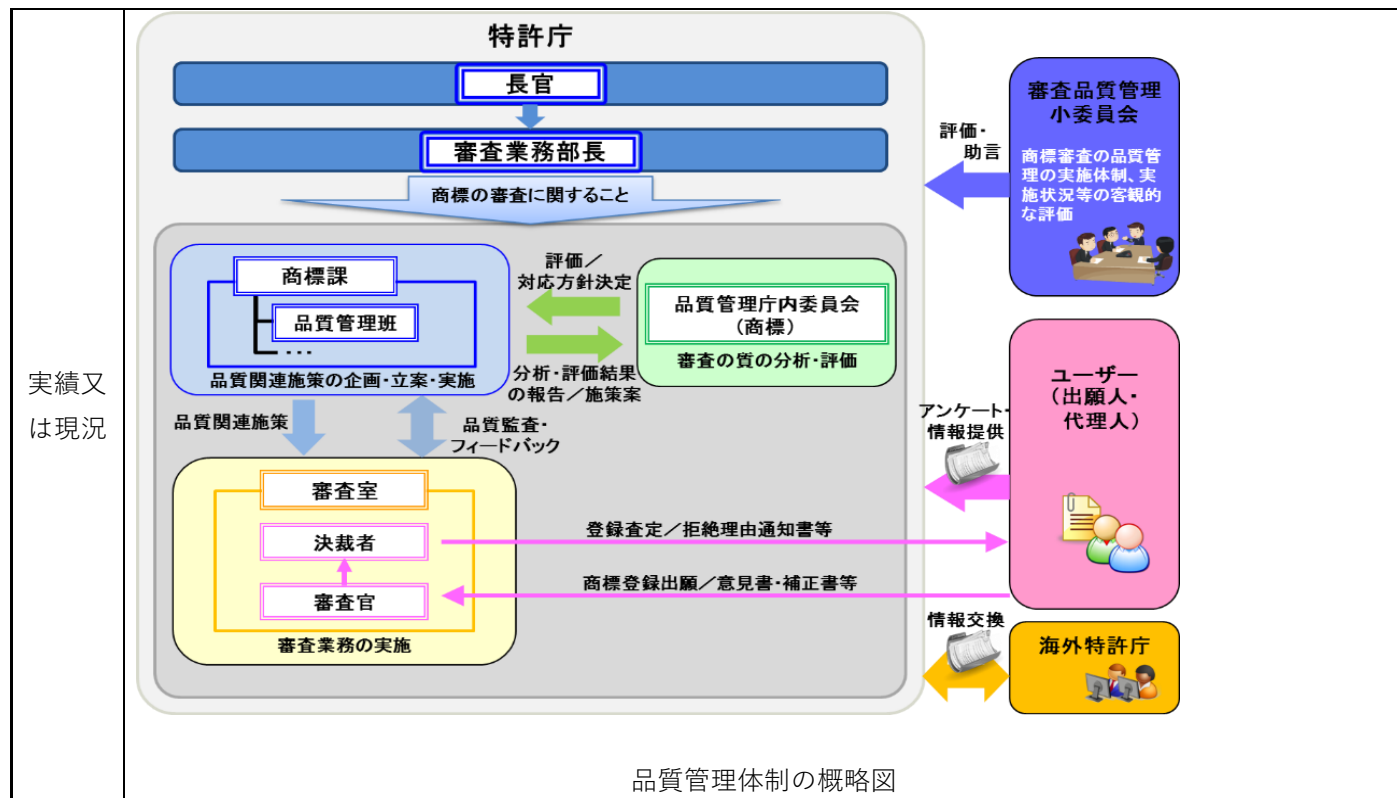 実績又
は現況
特許庁
長官
審査業務部長
商標の審査に関すること
商標課
品質管理班
…
品質関連施策の企画・立案・実施
評価／
対応方針決定
分析・評価結果
の報告／施策案
品質管理庁内委員会
（商標）
審査の質の分析・評価
品質関連施策
品質監査・
フィードバック
審査室
決裁者
審査官
審査業務の実施
登録査定／拒絶理由通知書等
商標登録出願／意見書・補正書等
評価・
助言
審査品質管理
小委員会
商標審査の品質管
理の実施体制、実
施状況等の客観的
な評価
アンケート・
情報提供
ユーザー
（出願人・
代理人）
情報交換
海外特許庁
品質管理体制の概略図